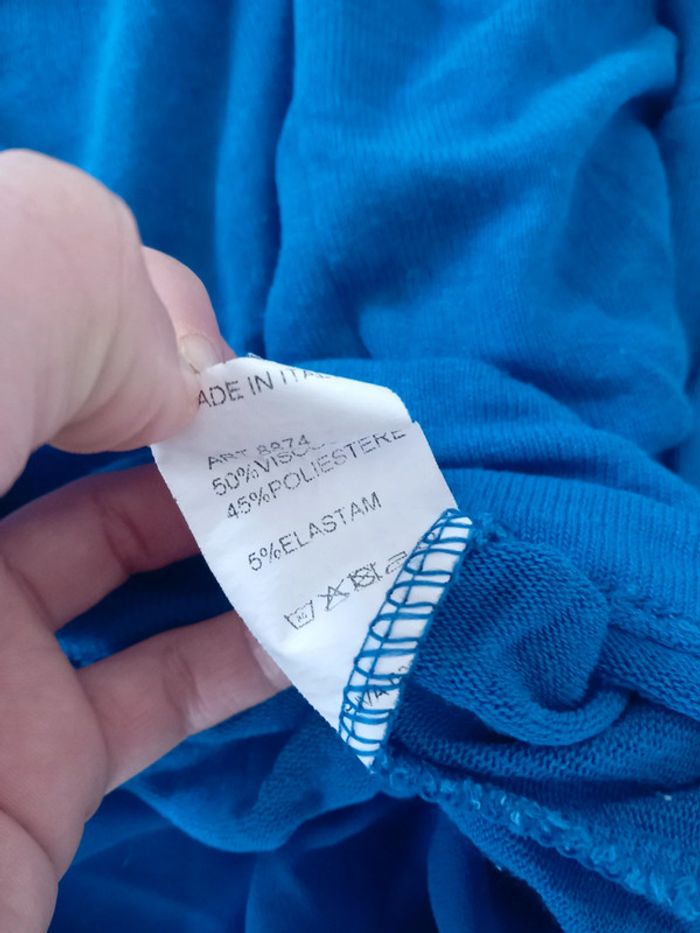 ADE IN ITA
ART 8874
50%VISCO
45%POLIESTERE
5%ELASTAM